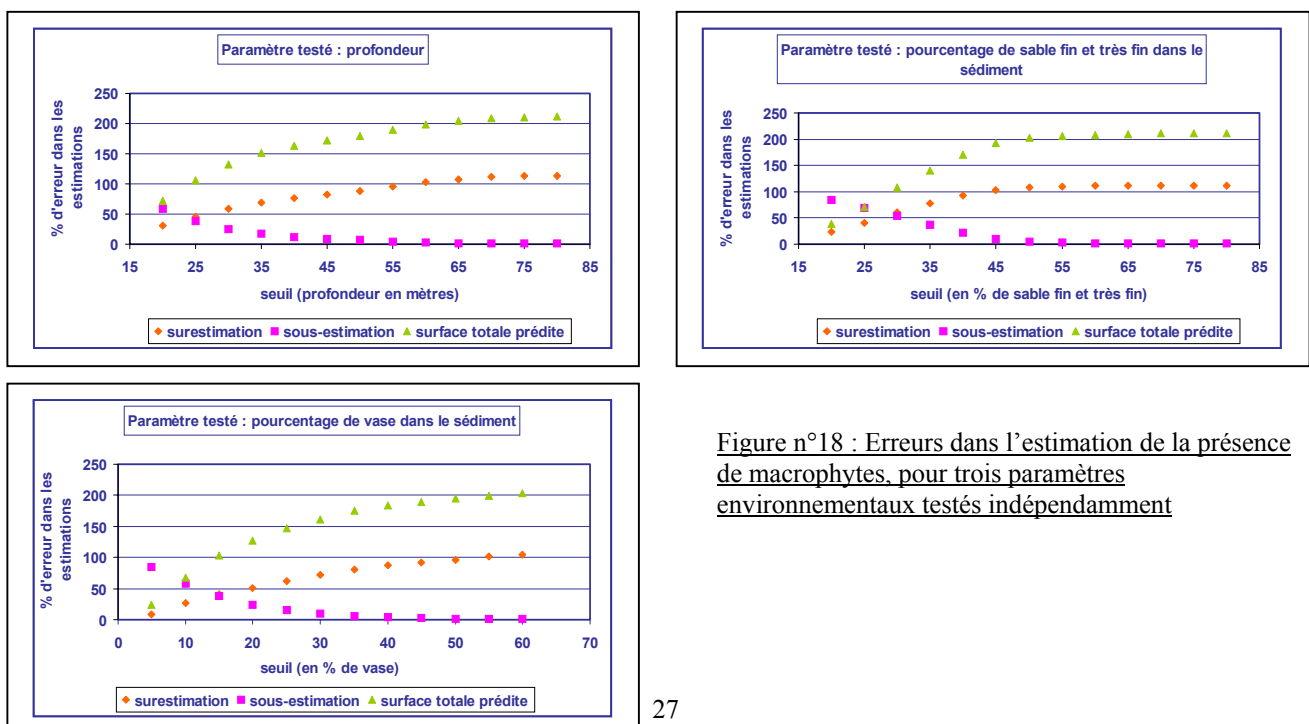 Paramètre testé : profondeur
% d'erreur dans les
estimations
250
200
150
100
50
0
15 25 35 45 55 65 75 85
seuil (profondeur en mètres)
surestimation sous-estimation surface totale prédite
Paramètre testé : pourcentage de sable fin et très fin dans le
sédiment
% d'erreur dans les
estimations
250
200
150
100
50
0
15 25 35 45 55 65 75 85
seuil (en % de sable fin et très fin)
surestimation sous-estimation surface totale prédite
Paramètre testé : pourcentage de vase dans le sédiment
% d'erreur dans les
estimations
250
200
150
100
50
0
0 10 20 30 40 50 60 70
seuil (en % de vase)
surestimation sous-estimation surface totale prédite
Figure n°18 : Erreurs dans l’estimation de la présence
de macrophytes, pour trois paramètres
environnementaux testés indépendamment
27